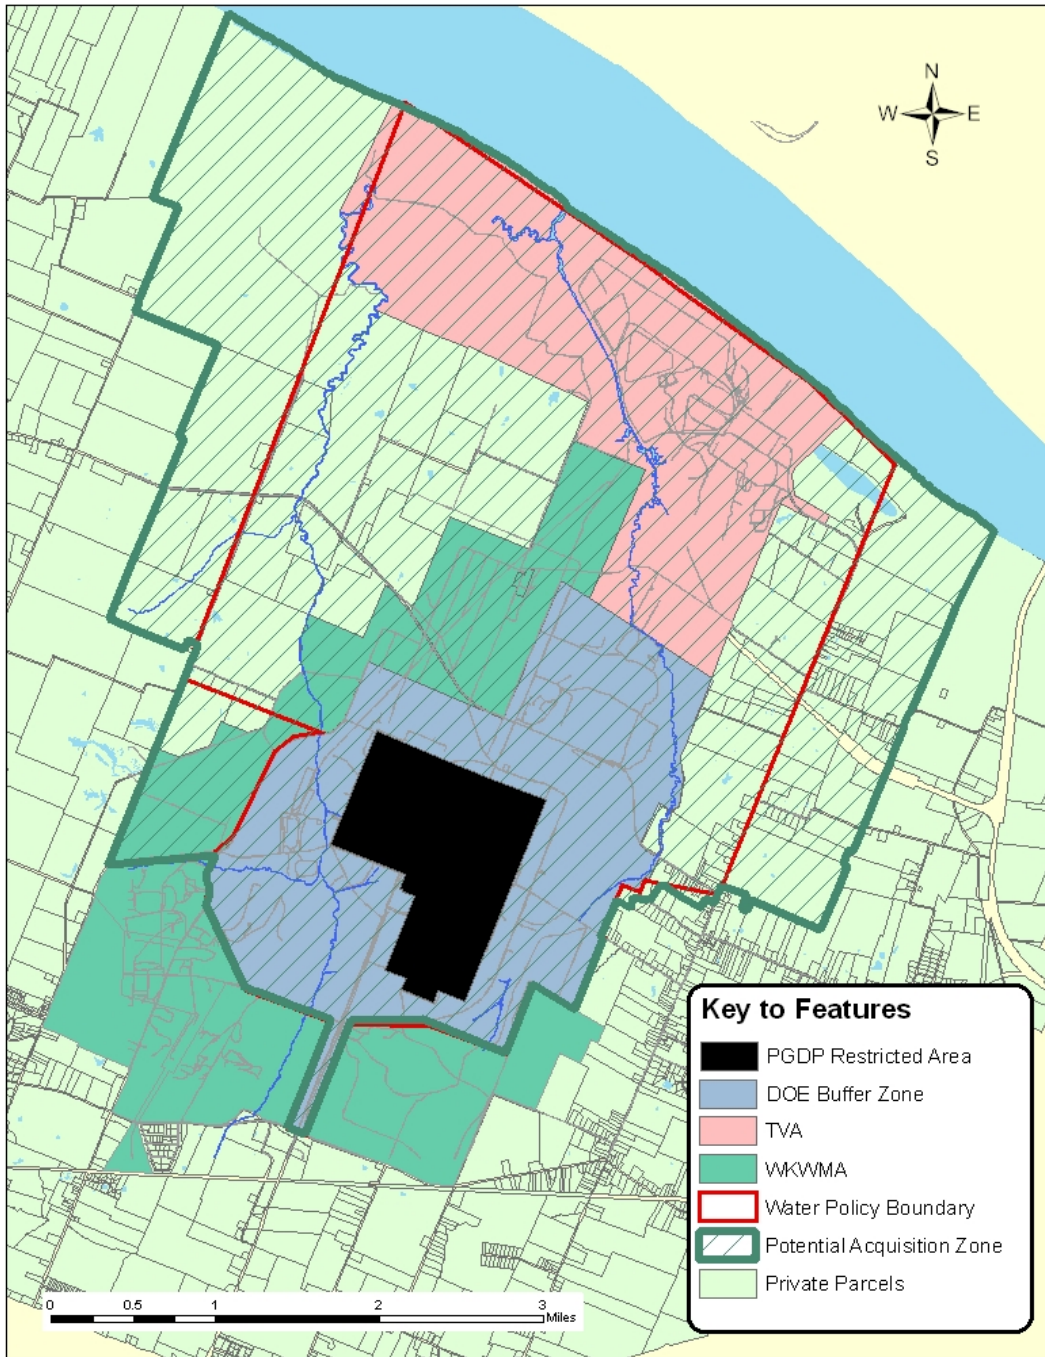 N
W E
S
Key to Features
PGDP Restricted Area
DOE Buffer Zone
TVA
WKWMA
Water Policy Boundary
Potential Acquisition Zone
Private Parcels
0 0.5 1 2 3
Miles